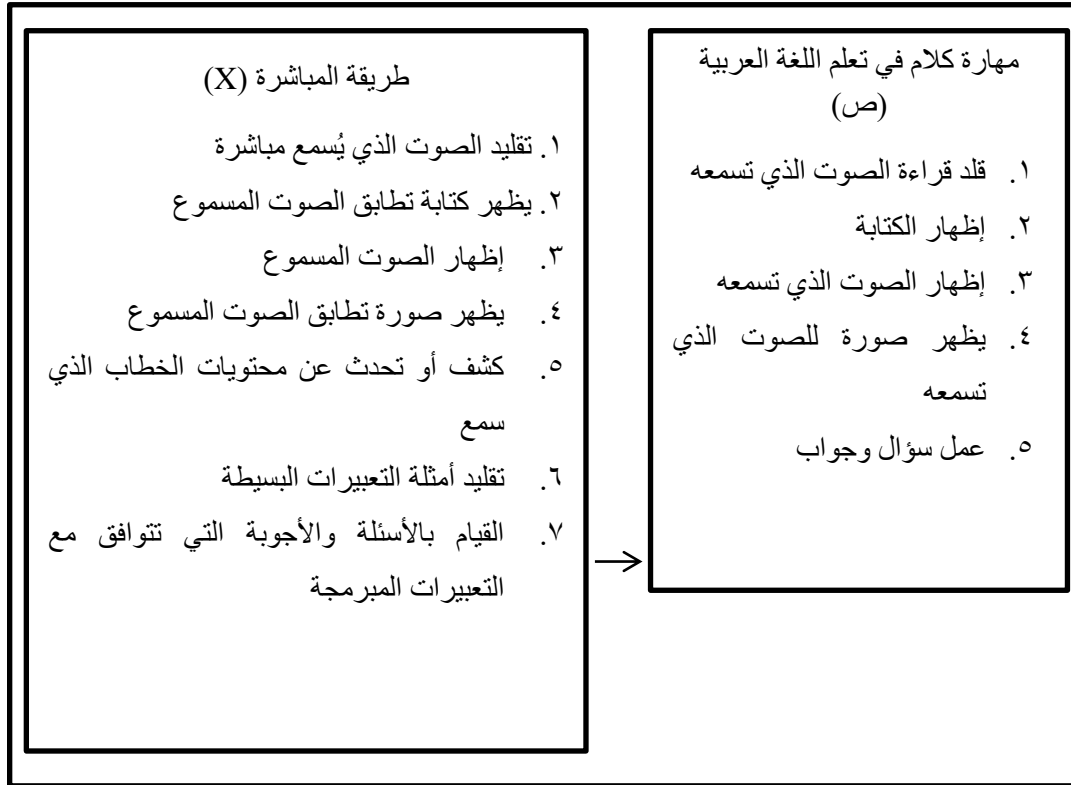 طريقة المباشرة (X)
١. تقليد الصوت الذي يُسمع مباشرة
٢. يظهر كتابة تطابق الصوت المسموع
٣. إظهار الصوت المسموع
٤. يظهر صورة تطابق الصوت المسموع
٥. كشف أو تحدث عن محتويات الخطاب الذي
سمع
٦. تقليد أمثلة التعبيرات البسيطة
٧. القيام بالأسئلة والأجوبة التي تتوافق مع
التعبيرات المبرمجة
مهارة كلام في تعلم اللغة العربية
(ص)
١. قلد قراءة الصوت الذي تسمعه
٢. إظهار الكتابة
٣. إظهار الصوت الذي تسمعه
٤. يظهر صورة للصوت الذي
تسمعه
٥. عمل سؤال وجواب